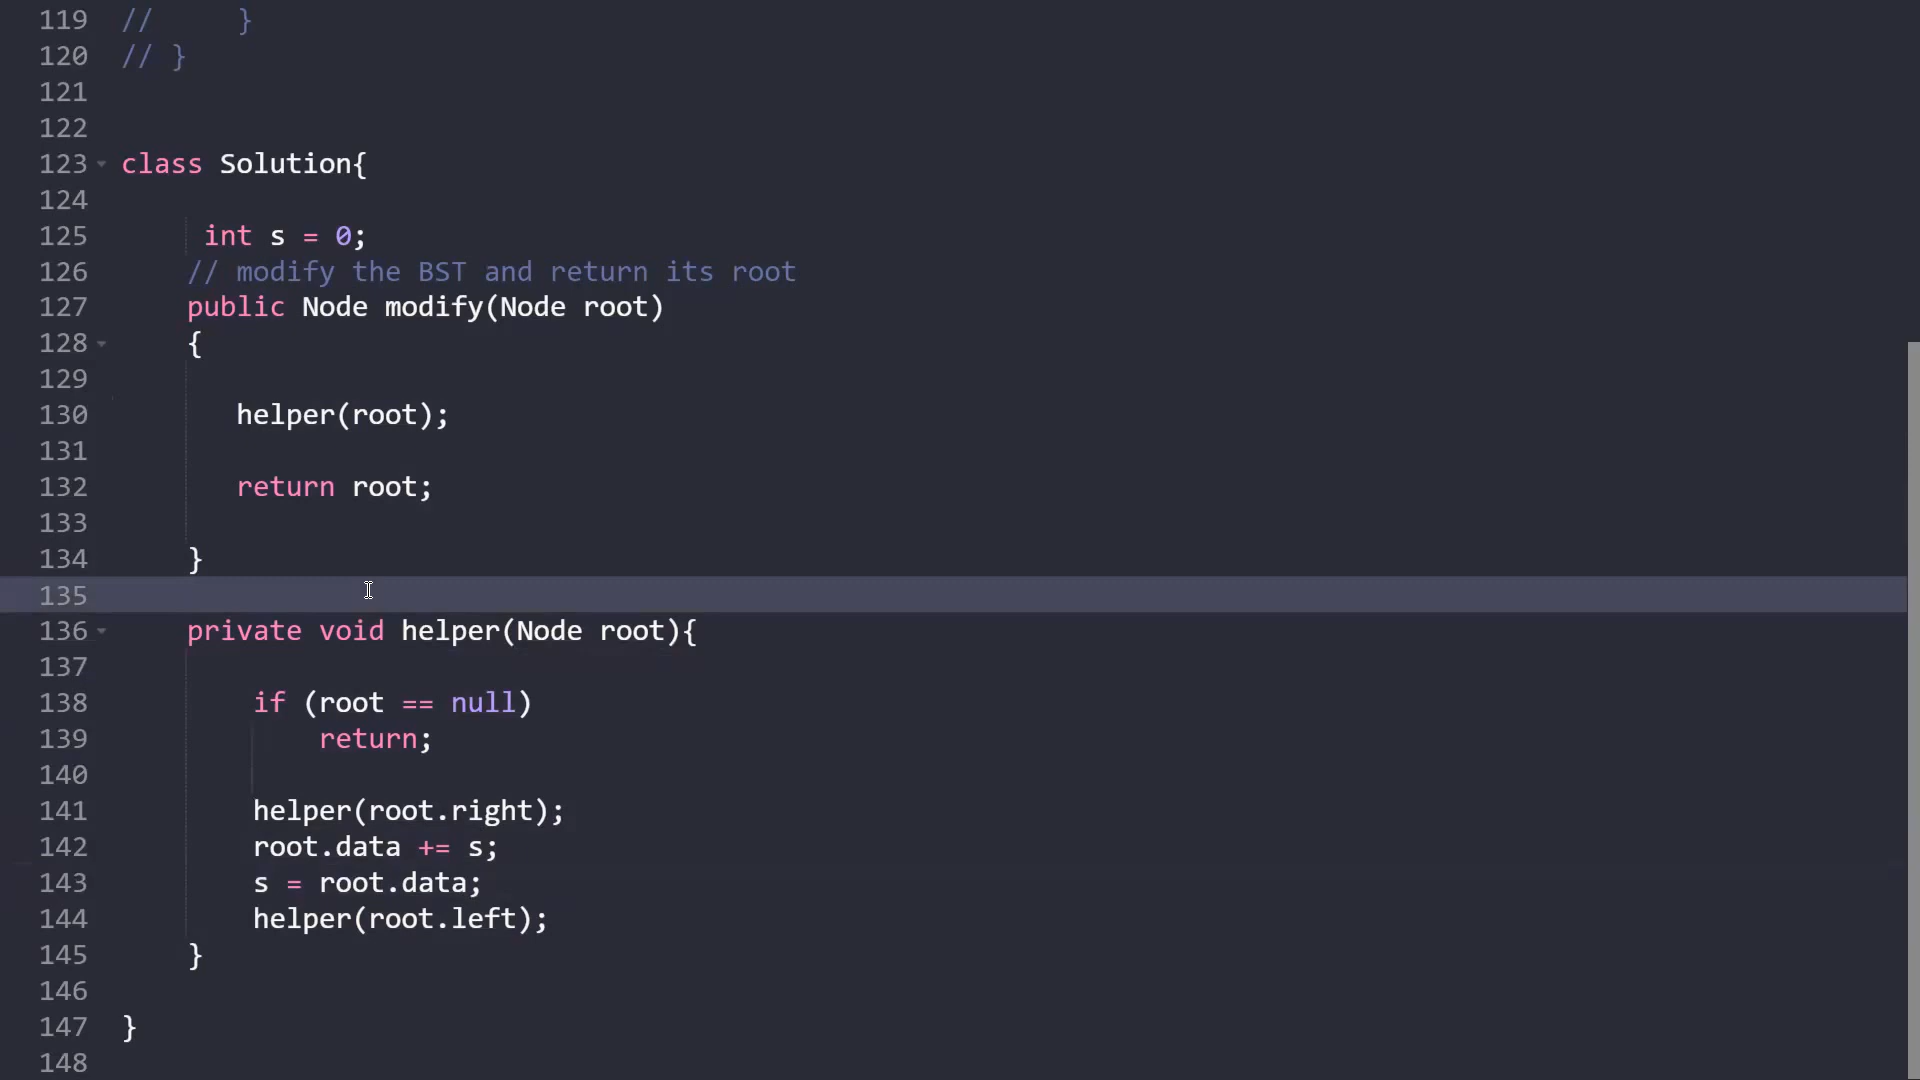 119 //     }
120 // }
121
122
123 class Solution{
124
125      int s = 0;
126     // modify the BST and return its root
127     public Node modify(Node root)
128     {
129
130        helper(root);
131
132        return root;
133
134     }
135
136     private void helper(Node root){
137
138         if (root == null)
139             return;
140
141         helper(root.right);
142         root.data += s;
143         s = root.data;
144         helper(root.left);
145     }
146
147 }
148